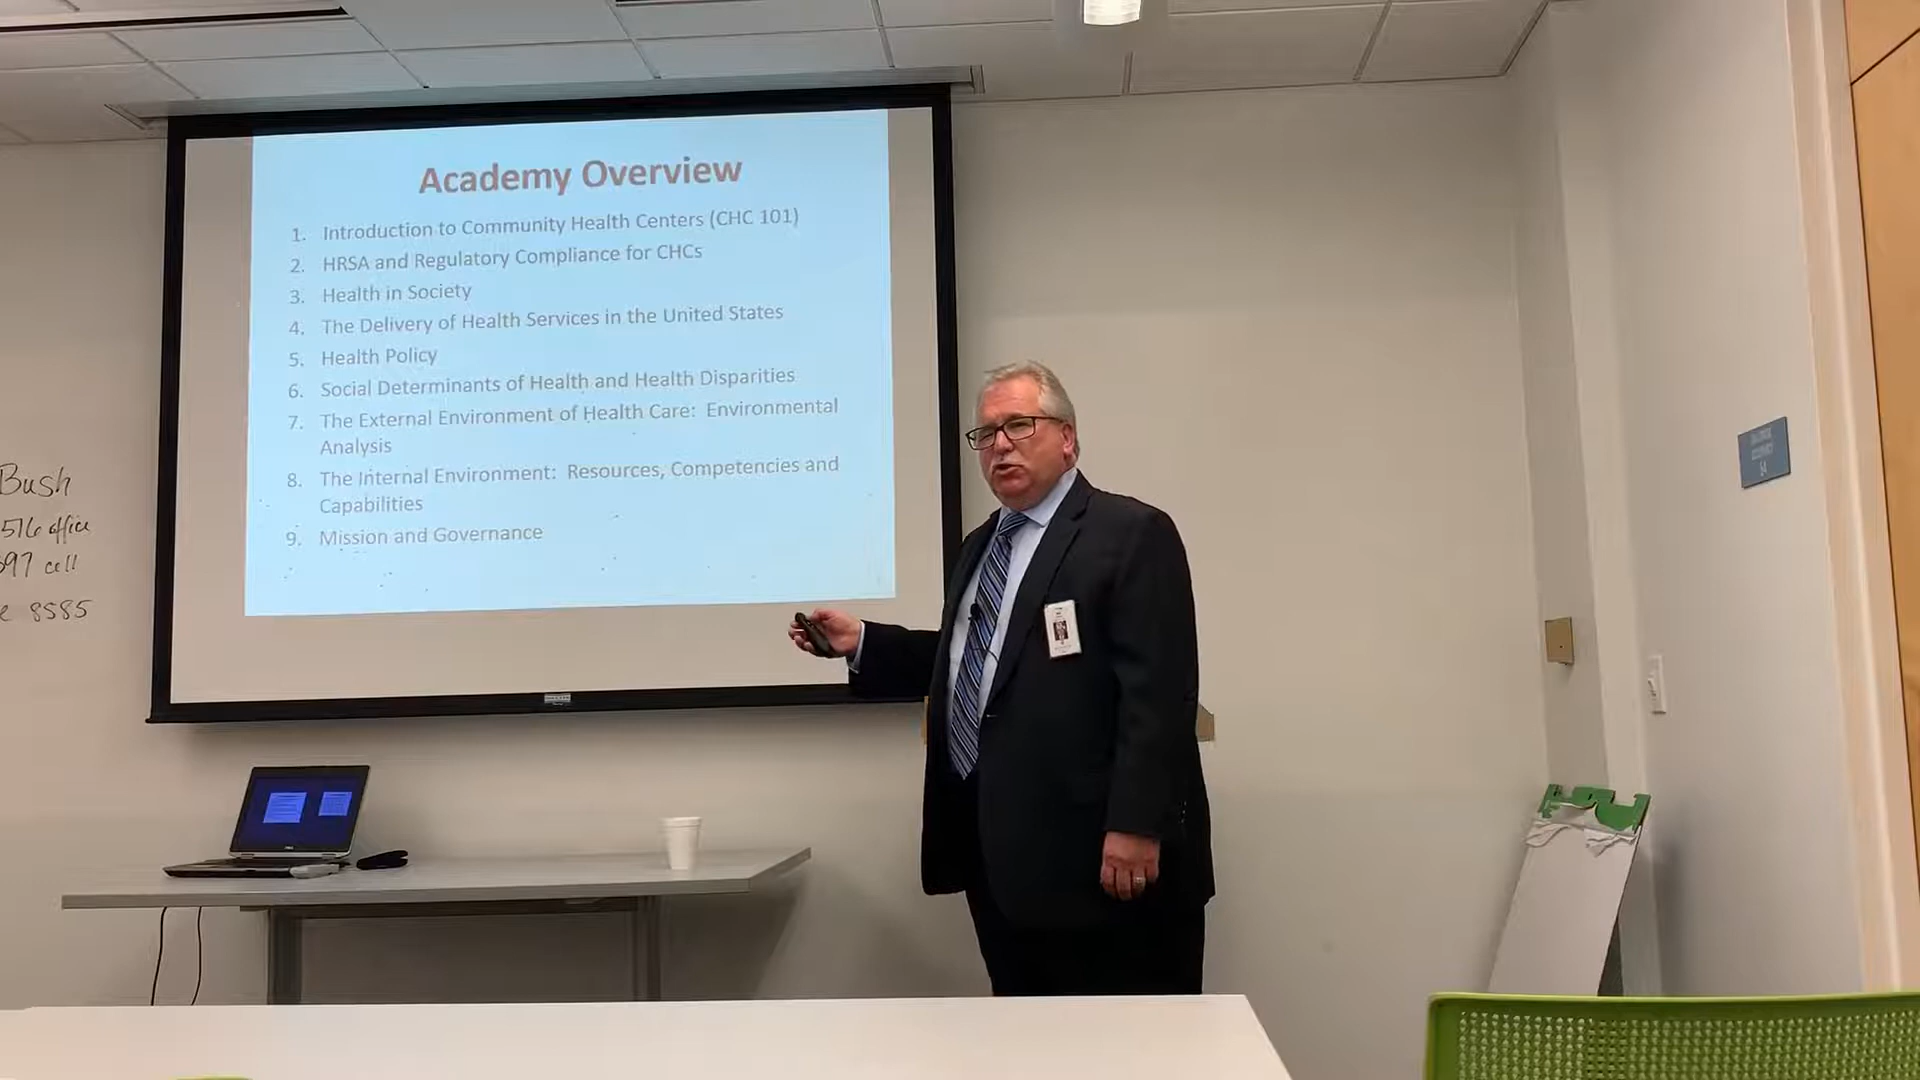 Academy Overview
1. Introduction to Community Health Centers (CHC 101)
2. HRSA and Regulatory Compliance for CHCs
3. Health in Society
4. The Delivery of Health Services in the United States
5. Health Policy
6. Social Determinants of Health and Health Disparities
7. The External Environment of Health Care: Environmental
Analysis
8. The Internal Environment: Resources, Competencies and
Capabilities
9. Mission and Governance
Bush
516 office
97 cell
8585